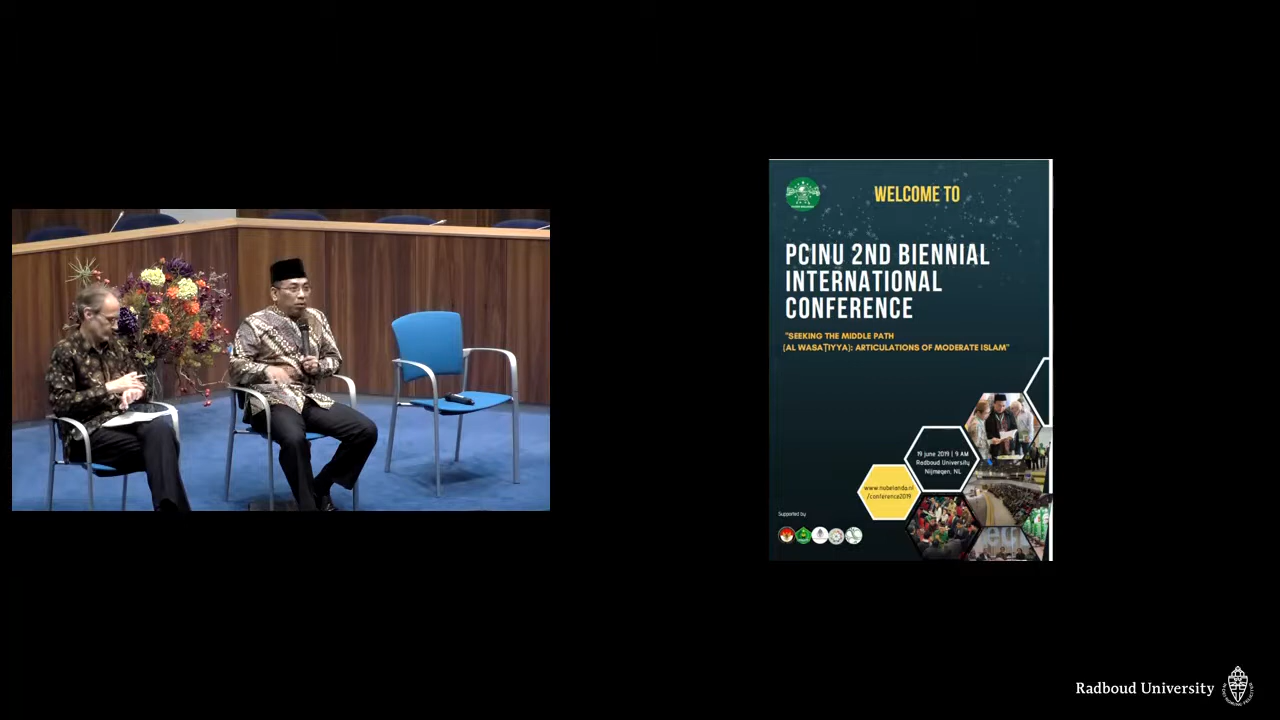 WELCOME TO
PCINU 2ND BIENNIAL
INTERNATIONAL
CONFERENCE
"SEEKING THE MIDDLE PATH
(AL WASAṬIYYA): ARTICULATIONS OF MODERATE ISLAM"
19 june 2019 | 9 AM
Radboud University
Nijmegen, NL
www.nubelanda.nl
/conference2019
Supported by
Radboud University